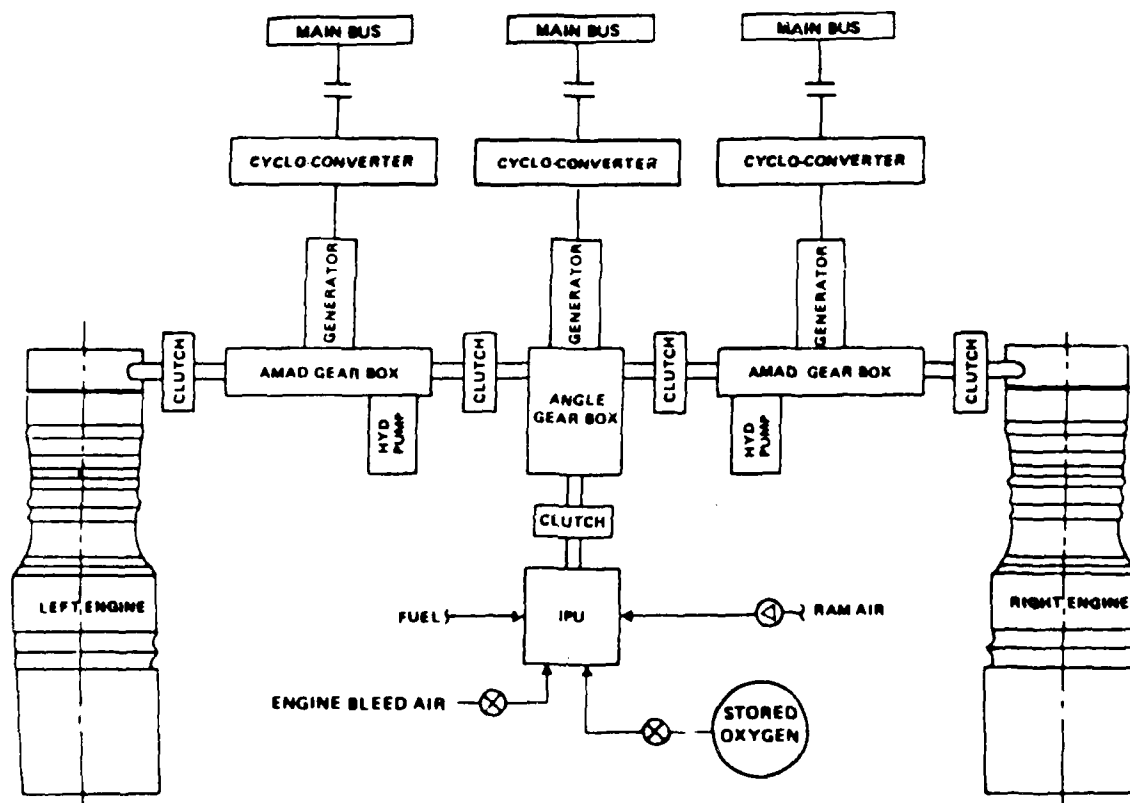 MAIN BUS
MAIN BUS
MAIN BUS
CYCLO-CONVERTER
CYCLO-CONVERTER
CYCLO-CONVERTER
GENERATOR
GENERATOR
GENERATOR
CLUTCH
AMAD GEAR BOX
CLUTCH
ANGLE
GEAR BOX
CLUTCH
AMAD GEAR BOX
CLUTCH
HYD
PUMP
HYD
PUMP
CLUTCH
LEFT ENGINE
FUEL
IPU
RAM AIR
RIGHT ENGINE
ENGINE BLEED AIR
STORED
OXYGEN